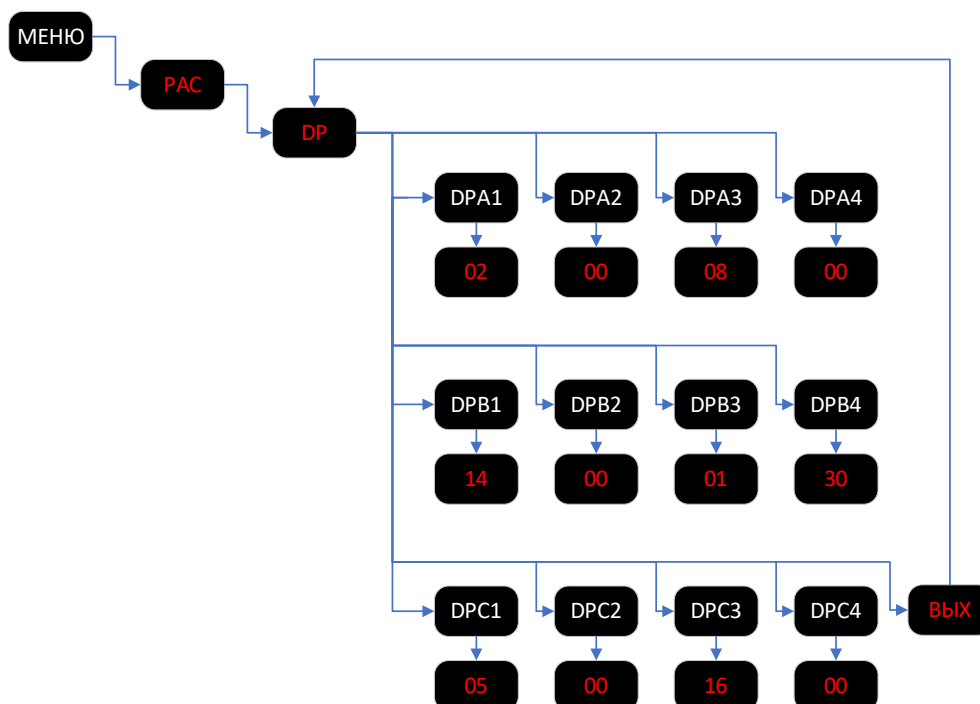 МЕНЮ
РАС
DP
DPA1 DPA2 DPA3 DPA4
02 00 08 00
DPB1 DPB2 DPB3 DPB4
14 00 01 30
DPC1 DPC2 DPC3 DPC4 ВЫХ
05 00 16 00